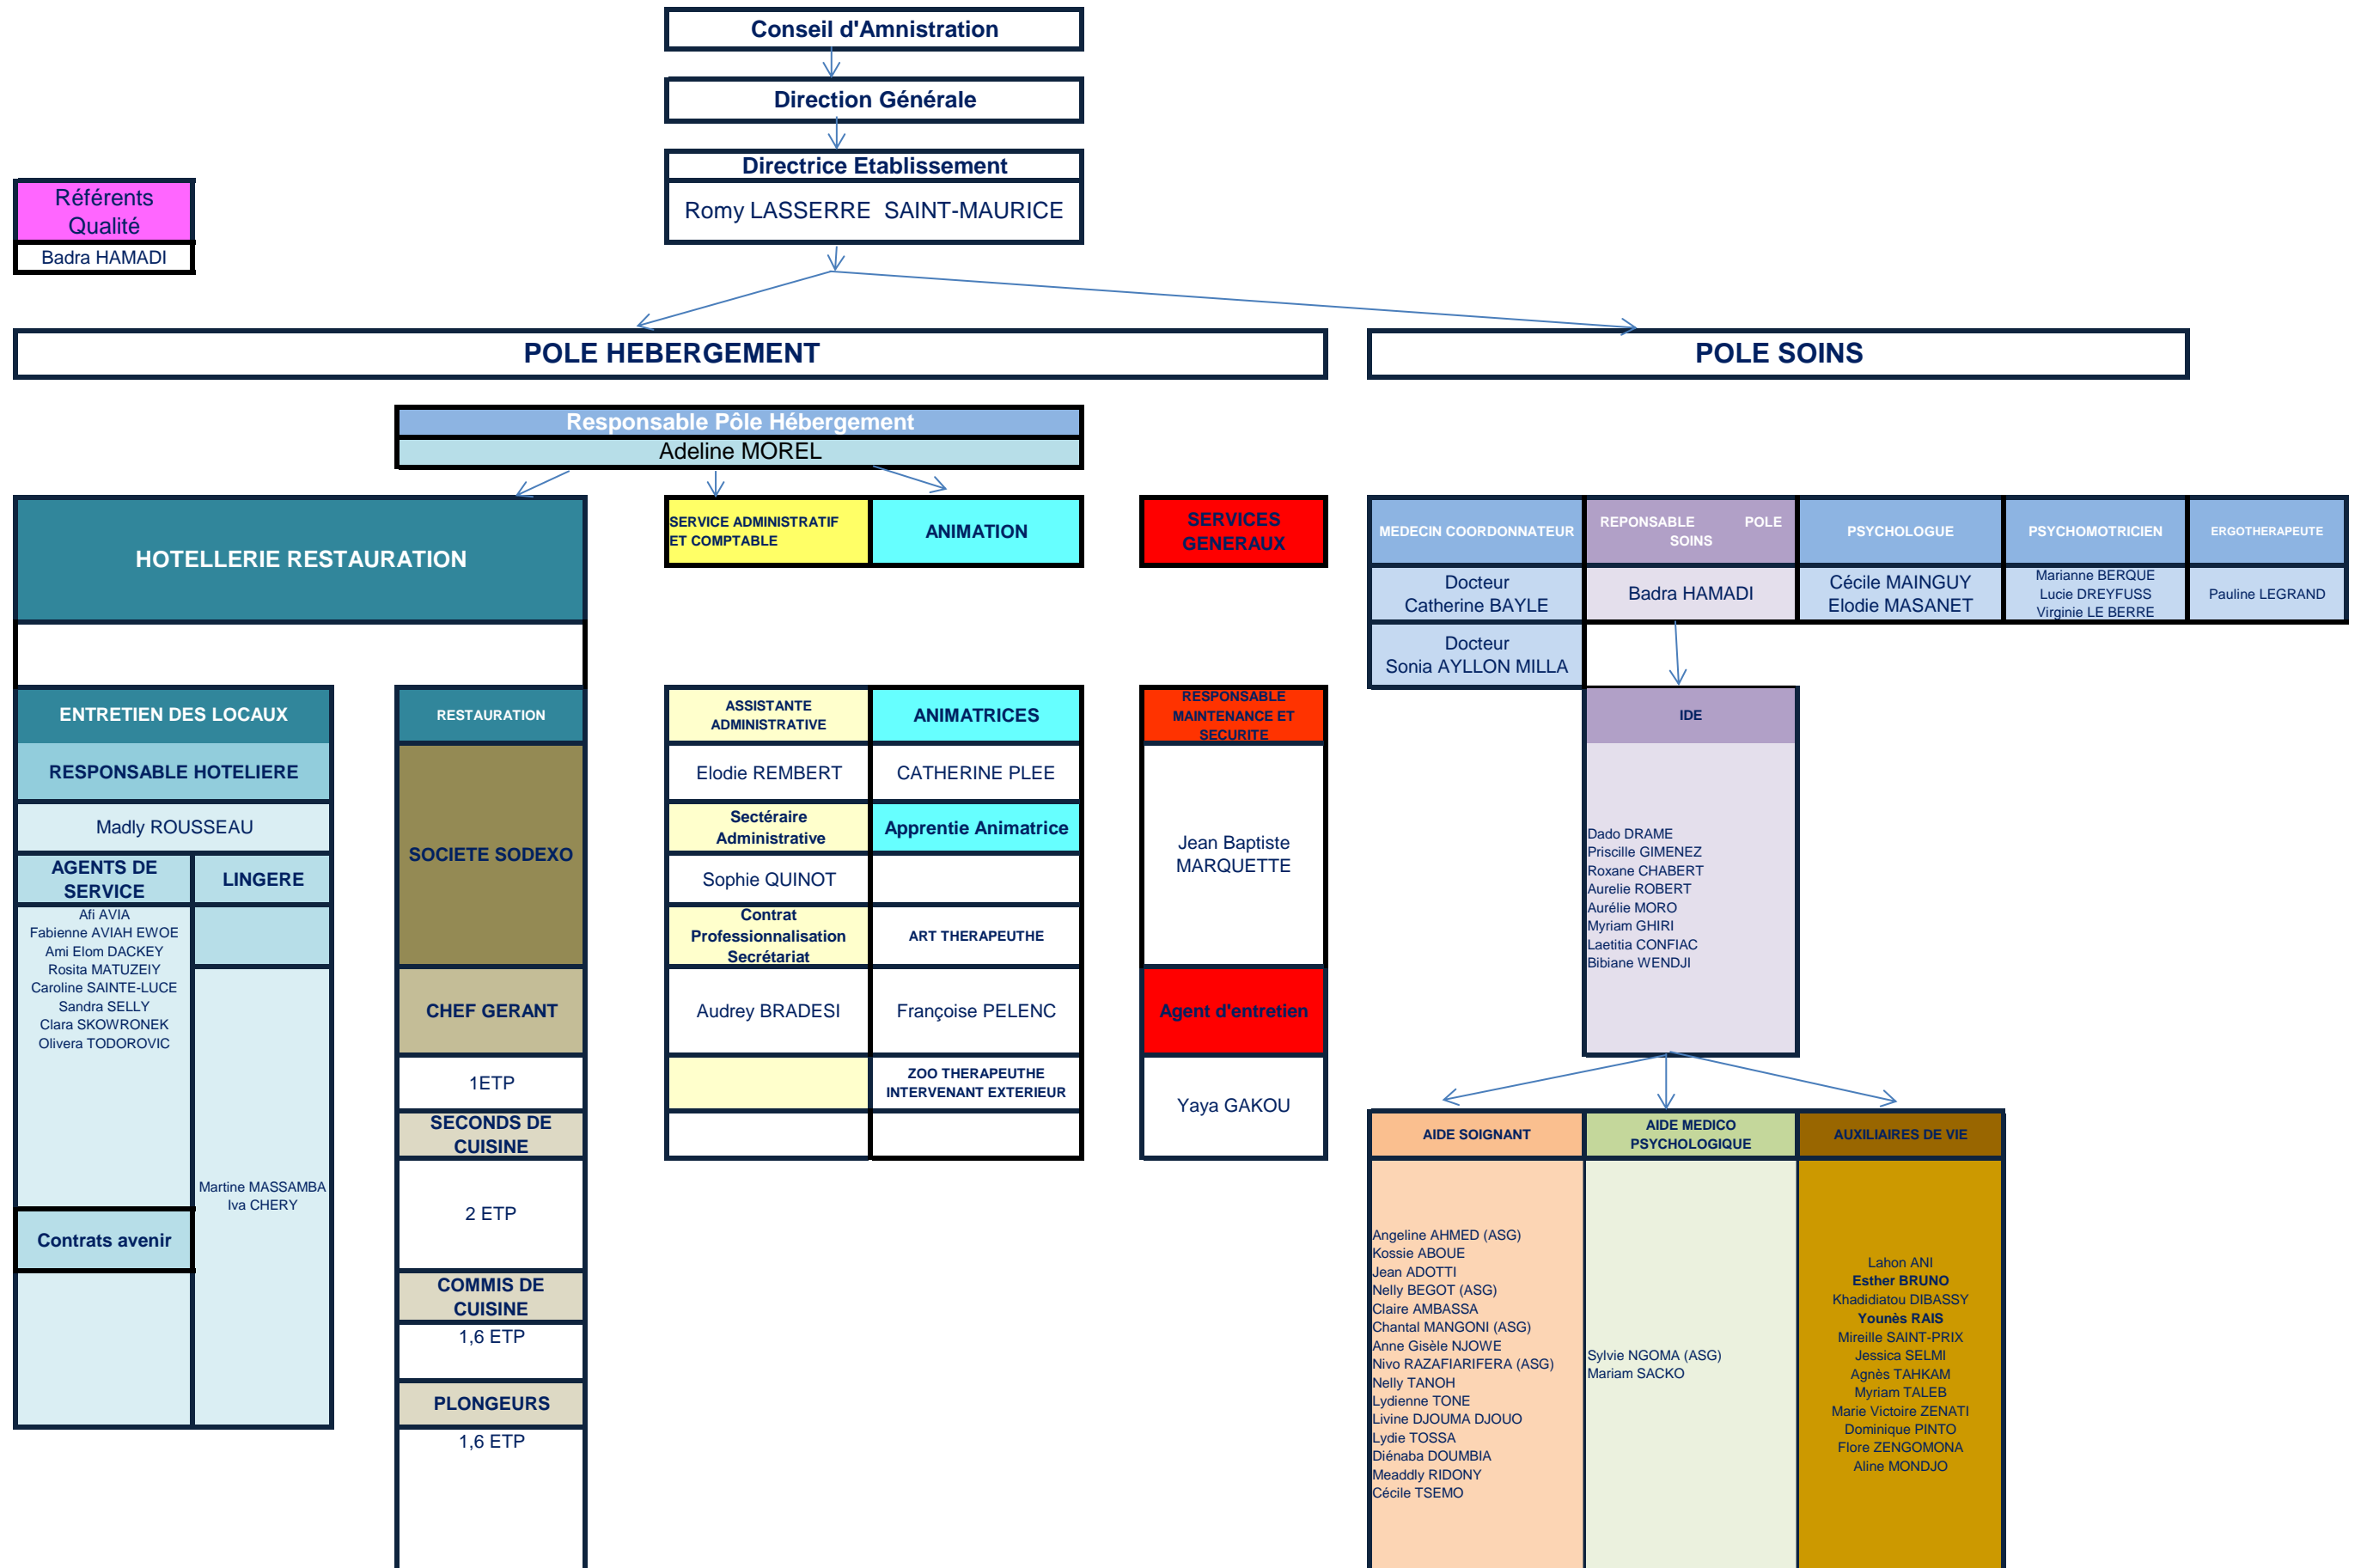 Conseil d'Amnistration
Direction Générale
Directrice Etablissement
Romy LASSERRE  SAINT-MAURICE
Référents
Qualité
Badra HAMADI
POLE HEBERGEMENT
POLE SOINS
Responsable Pôle Hébergement
Adeline MOREL
HOTELLERIE RESTAURATION
SERVICE ADMINISTRATIF
ET COMPTABLE
ANIMATION
SERVICES
GENERAUX
MEDECIN COORDONNATEUR
REPONSABLE POLE
SOINS
PSYCHOLOGUE
PSYCHOMOTRICIEN
ERGOTHERAPEUTE
Docteur
Catherine BAYLE
Badra HAMADI
Cécile MAINGUY
Elodie MASANET
Marianne BERQUE
Lucie DREYFUSS
Virginie LE BERRE
Pauline LEGRAND
Docteur
Sonia AYLLON MILLA
ENTRETIEN DES LOCAUX
RESPONSABLE HOTELIERE
Madly ROUSSEAU
AGENTS DE
SERVICE
LINGERE
Afi AVIA
Fabienne AVIAH EWOE
Ami Elom DACKEY
Rosita MATUZEIY
Caroline SAINTE-LUCE
Sandra SELLY
Clara SKOWRONEK
Olivera TODOROVIC
Martine MASSAMBA
Iva CHERY
Contrats avenir
RESTAURATION
SOCIETE SODEXO
CHEF GERANT
1ETP
SECONDS DE
CUISINE
2 ETP
COMMIS DE
CUISINE
1,6 ETP
PLONGEURS
1,6 ETP
ASSISTANTE
ADMINISTRATIVE
Elodie REMBERT
Sectéraire
Administrative
Sophie QUINOT
Contrat
Professionnalisation
Secrétariat
Audrey BRADESI
ANIMATRICES
CATHERINE PLEE
Apprentie Animatrice
ART THERAPEUTHE
Françoise PELENC
ZOO THERAPEUTHE
INTERVENANT EXTERIEUR
RESPONSABLE
MAINTENANCE ET
SECURITE
Jean Baptiste
MARQUETTE
Agent d'entretien
Yaya GAKOU
IDE
Dado DRAME
Priscille GIMENEZ
Roxane CHABERT
Aurelie ROBERT
Aurélie MORO
Myriam GHIRI
Laetitia CONFIAC
Bibiane WENDJI
AIDE SOIGNANT
Angeline AHMED (ASG)
Kossie ABOUE
Jean ADOTTI
Nelly BEGOT (ASG)
Claire AMBASSA
Chantal MANGONI (ASG)
Anne Gisèle NJOWE
Nivo RAZAFIARIFERA (ASG)
Nelly TANOH
Lydienne TONE
Livine DJOUMA DJOUO
Lydie TOSSA
Diénaba DOUMBIA
Meaddly RIDONY
Cécile TSEMO
AIDE MEDICO
PSYCHOLOGIQUE
Sylvie NGOMA (ASG)
Mariam SACKO
AUXILIAIRES DE VIE
Lahon ANI
Esther BRUNO
Khadidiatou DIBASSY
Younès RAIS
Mireille SAINT-PRIX
Jessica SELMI
Agnès TAHKAM
Myriam TALEB
Marie Victoire ZENATI
Dominique PINTO
Flore ZENGOMONA
Aline MONDJO